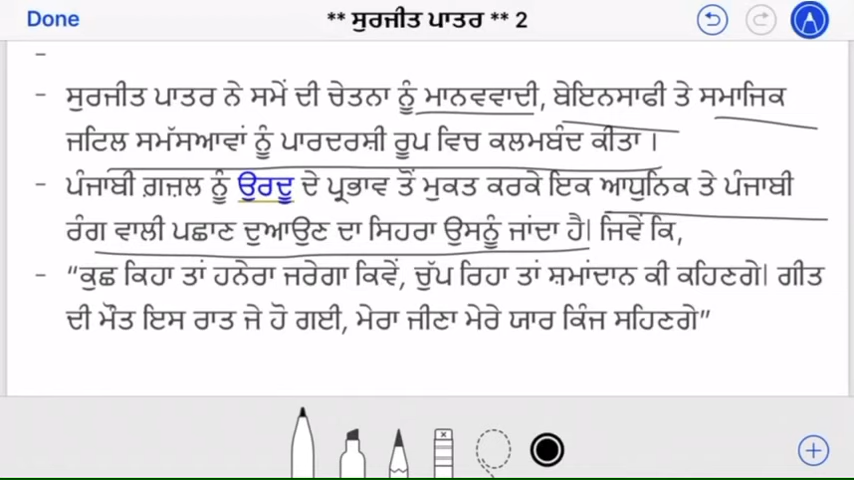 Done
** ਸੁਰਜੀਤ ਪਾਤਰ ** 2
-
- ਸੁਰਜੀਤ ਪਾਤਰ ਨੇ ਸਮੇਂ ਦੀ ਚੇਤਨਾ ਨੂੰ ਮਾਨਵਵਾਦੀ, ਬੇਇਨਸਾਫੀ ਤੇ ਸਮਾਜਿਕ
ਜਟਿਲ ਸਮੱਸਆਵਾਂ ਨੂੰ ਪਾਰਦਰਸ਼ੀ ਰੂਪ ਵਿਚ ਕਲਮਬੰਦ ਕੀਤਾ ।
- ਪੰਜਾਬੀ ਗ਼ਜ਼ਲ ਨੂੰ ਉਰਦੂ ਦੇ ਪ੍ਰਭਾਵ ਤੋਂ ਮੁਕਤ ਕਰਕੇ ਇਕ ਆਧੁਨਿਕ ਤੇ ਪੰਜਾਬੀ
ਰੰਗ ਵਾਲੀ ਪਛਾਣ ਦੁਆਉਣ ਦਾ ਸਿਹਰਾ ਉਸਨੂੰ ਜਾਂਦਾ ਹੈ। ਜਿਵੇਂ ਕਿ,
- “ਕੁਛ ਕਿਹਾ ਤਾਂ ਹਨੇਰਾ ਜਰੇਗਾ ਕਿਵੇਂ, ਚੁੱਪ ਰਿਹਾ ਤਾਂ ਸ਼ਮਾਂਦਾਨ ਕੀ ਕਹਿਣਗੇ। ਗੀਤ
ਦੀ ਮੌਤ ਇਸ ਰਾਤ ਜੇ ਹੋ ਗਈ, ਮੇਰਾ ਜੀਣਾ ਮੇਰੇ ਯਾਰ ਕਿੰਜ ਸਹਿਣਗੇ”